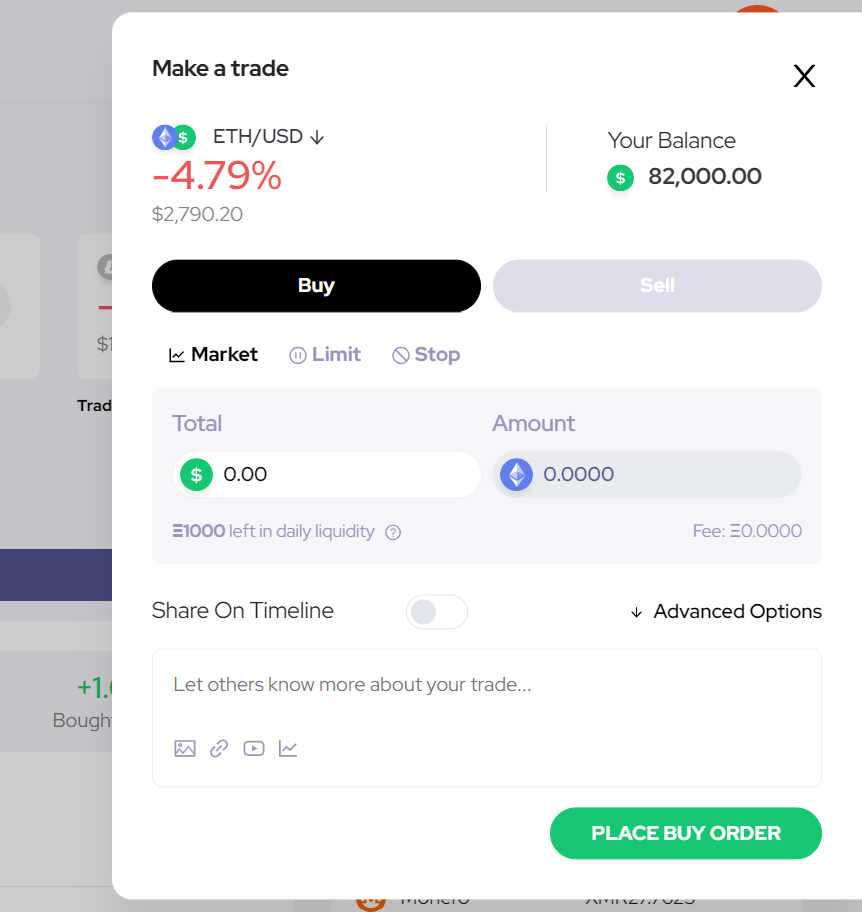 Make a trade
X
ETH/USD ↓
-4.79%
$2,790.20
Your Balance
$ 82,000.00
Buy
Sell
Market
Limit
Stop
Total
Amount
$ 0.00
0.0000
Ξ1000 left in daily liquidity ?
Fee: Ξ0.0000
Share On Timeline
↓ Advanced Options
Let others know more about your trade...
PLACE BUY ORDER
Trad
Bough